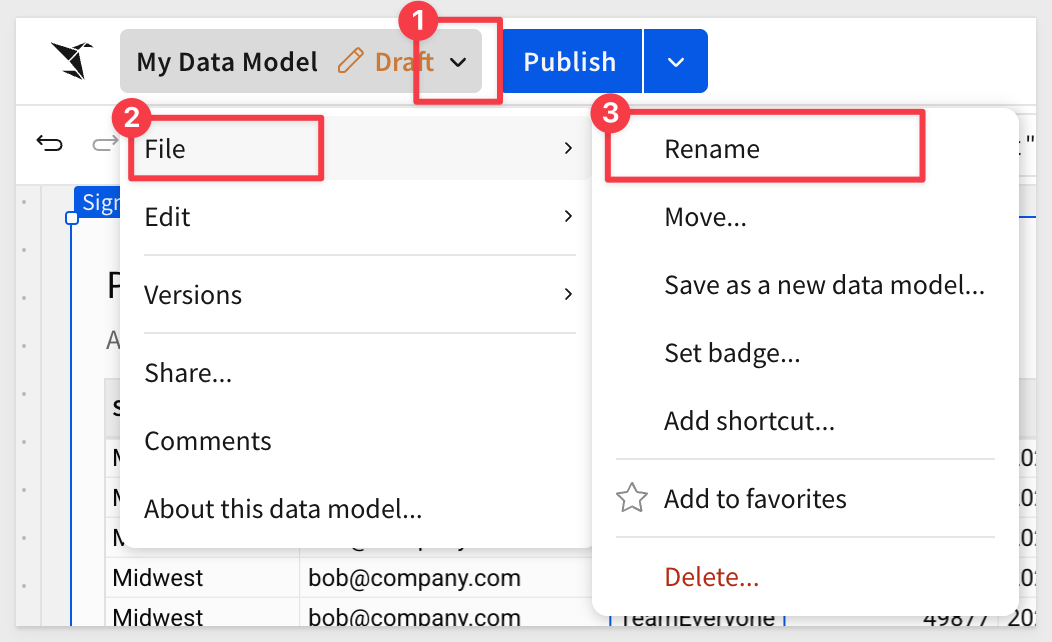 1
My Data Model Draft Publish
2
3
File
Rename
Edit
Move...
Versions
Save as a new data model...
Set badge...
Share...
Add shortcut...
Comments
Add to favorites
About this data model...
Delete...
Midwest bob@company.com
Midwest bob@company.com TeamEveryone 49877